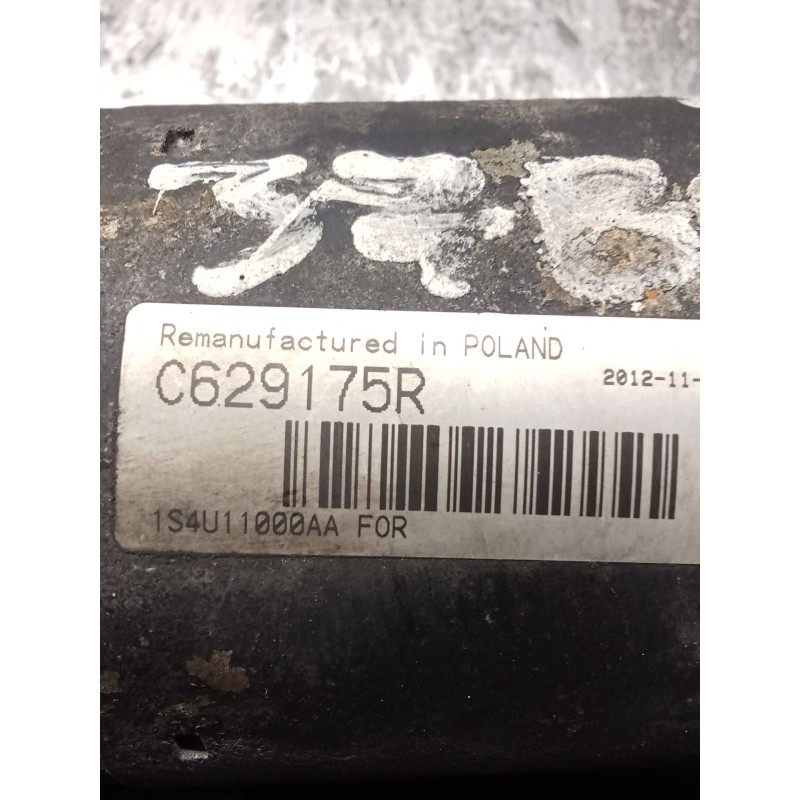 Remanufactured in POLAND
C629175R
2012-11-
1S4U11000AA FOR